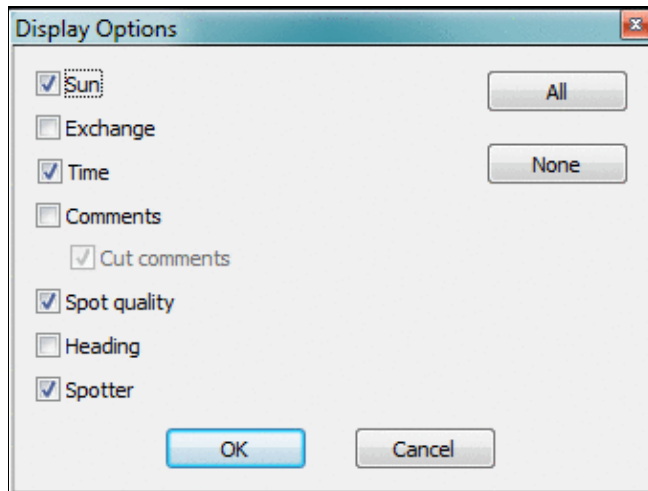 Display Options
Sun
All
Exchange
Time
None
Comments
Cut comments
Spot quality
Heading
Spotter
OK
Cancel